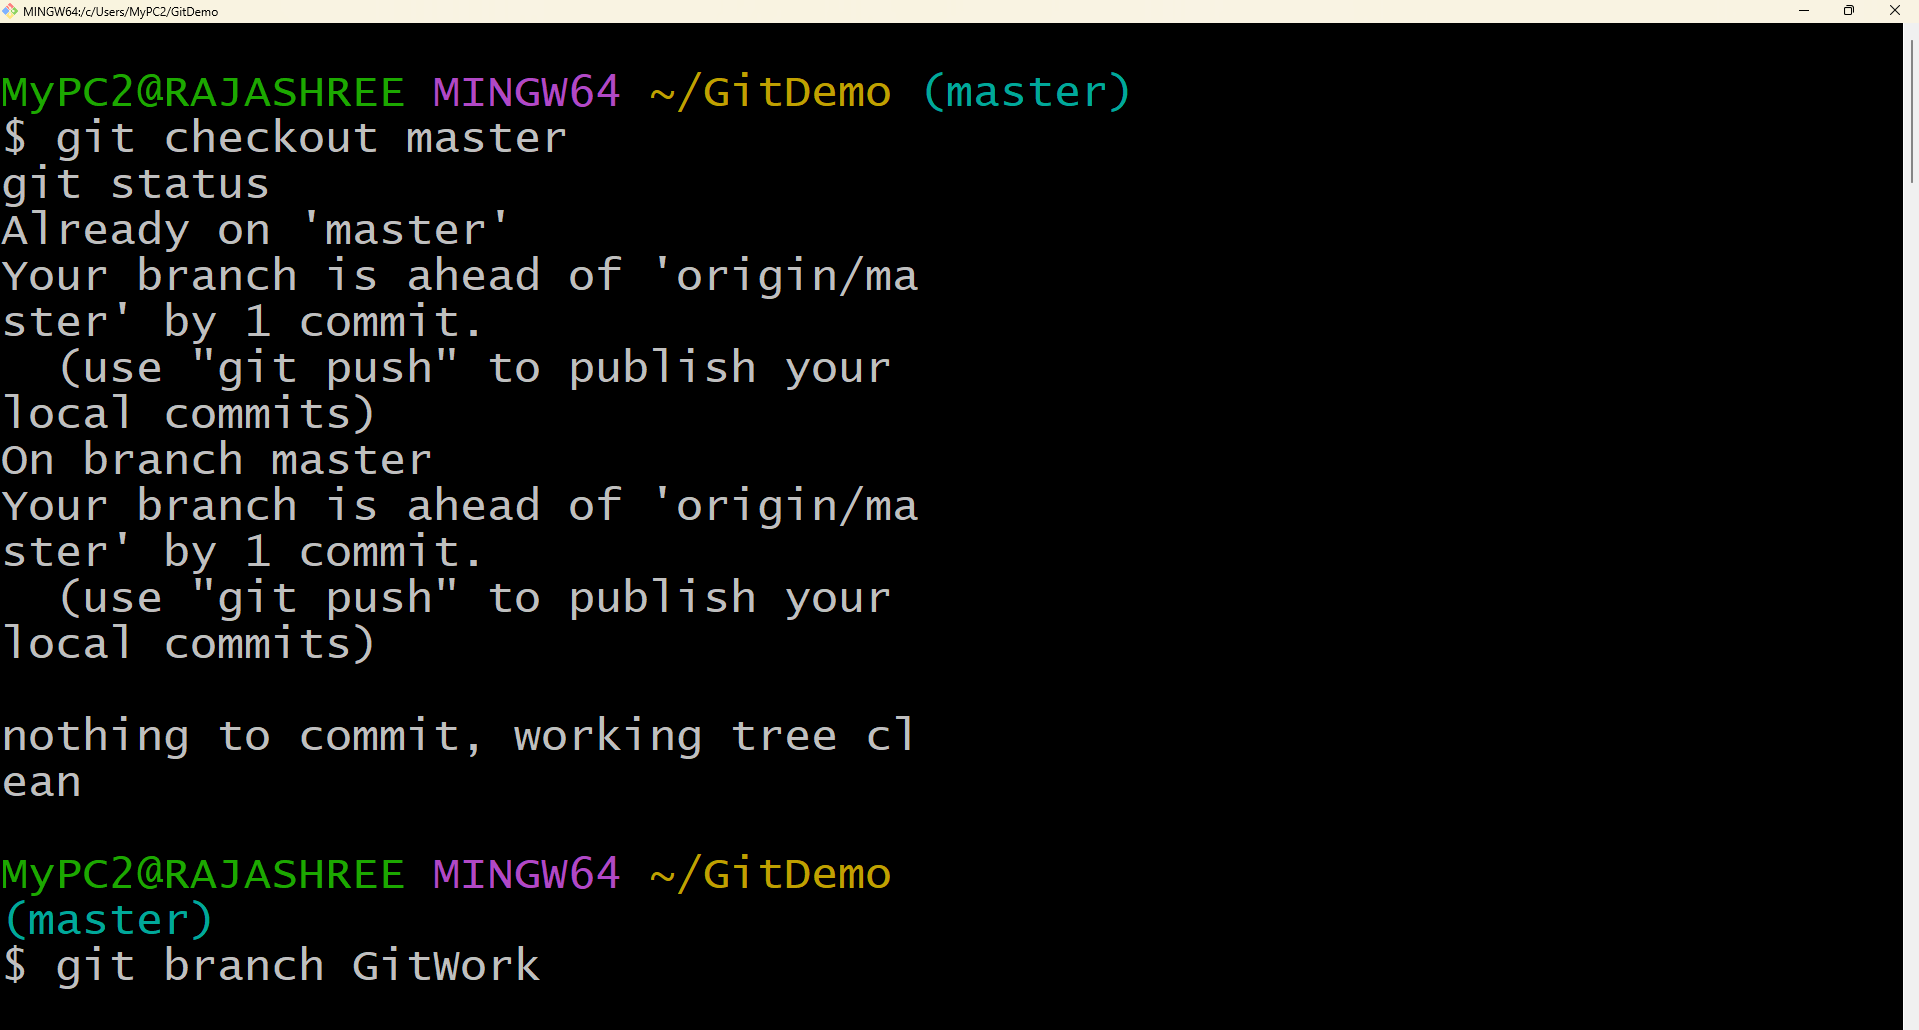 MINGW64:/c/Users/MyPC2/GitDemo
MyPC2@RAJASHREE MINGW64 ~/GitDemo (master)
$ git checkout master
git status
Already on 'master'
Your branch is ahead of 'origin/ma
ster' by 1 commit.
  (use "git push" to publish your
local commits)
On branch master
Your branch is ahead of 'origin/ma
ster' by 1 commit.
  (use "git push" to publish your
local commits)
nothing to commit, working tree cl
ean
MyPC2@RAJASHREE MINGW64 ~/GitDemo
(master)
$ git branch GitWork